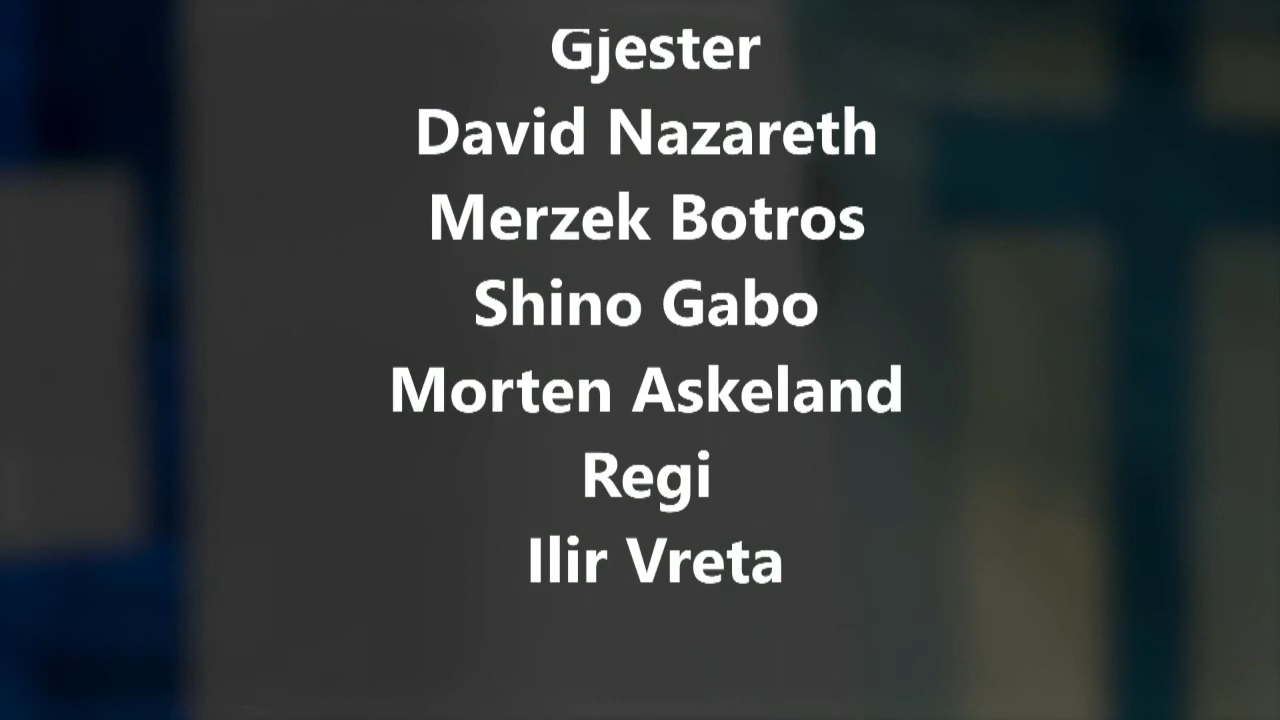 Gjester
David Nazareth
Merzek Botros
Shino Gabo
Morten Askeland
Regi
Ilir Vreta